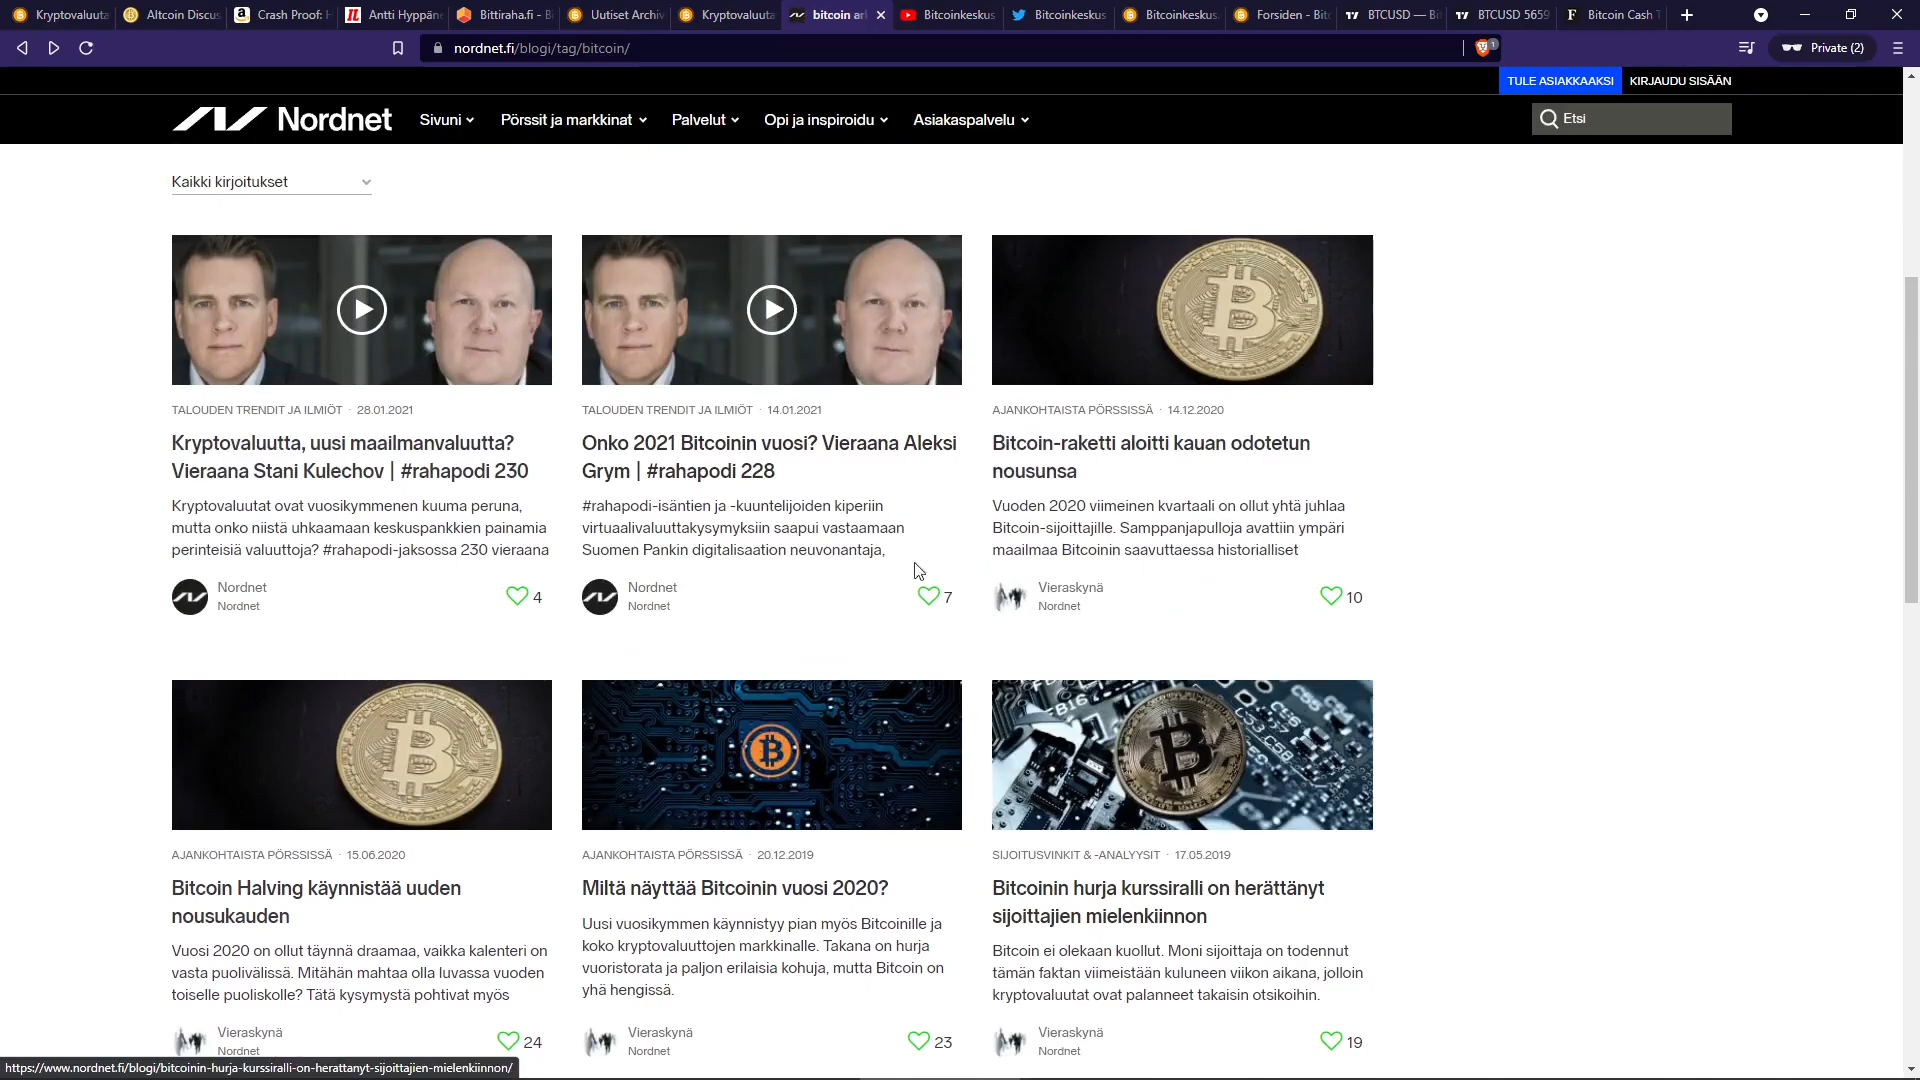 Kryptovaluuta
Altcoin Discus
Crash Proof: H
Antti Hyppän
Bittiraha.fi - B
Uutiset Archiv
Kryptovaluuta
bitcoin ar
Bitcoinkeskus
Bitcoinkeskus
Bitcoinkeskus.
Forsiden - Bitc
BTCUSD — Bi
BTCUSD 5659
Bitcoin Cash T
nordnet.fi/blogi/tag/bitcoin/
1
Private (2)
TULE ASIAKKAAKSI KIRJAUDU SISÄÄN
Nordnet
Sivuni
Pörssit ja markkinat
Palvelut
Opi ja inspiroidu
Asiakaspalvelu
Etsi
Kaikki kirjoitukset
TALOUDEN TRENDIT JA ILMIÖT · 28.01.2021
Kryptovaluutta, uusi maailmanvaluutta?
Vieraana Stani Kulechov | #rahapodi 230
Kryptovaluutat ovat vuosikymmenen kuuma peruna,
mutta onko niistä uhkaamaan keskuspankkien painamia
perinteisiä valuuttoja? #rahapodi-jaksossa 230 vieraana
Nordnet
Nordnet
4
TALOUDEN TRENDIT JA ILMIÖT · 14.01.2021
Onko 2021 Bitcoinin vuosi? Vieraana Aleksi
Grym | #rahapodi 228
#rahapodi-isäntien ja -kuuntelijoiden kiperiin
virtuaalivaluuttakysymyksiin saapui vastaamaan
Suomen Pankin digitalisaation neuvonantaja,
Nordnet
Nordnet
7
AJANKOHTAISTA PÖRSSISSÄ · 14.12.2020
Bitcoin-raketti aloitti kauan odotetun
nousunsa
Vuoden 2020 viimeinen kvartaali on ollut yhtä juhlaa
Bitcoin-sijoittajille. Samppanjapulloja avattiin ympäri
maailmaa Bitcoinin saavuttaessa historialliset
Vieraskynä
Nordnet
10
AJANKOHTAISTA PÖRSSISSÄ · 15.06.2020
Bitcoin Halving käynnistää uuden
nousukauden
Vuosi 2020 on ollut täynnä draamaa, vaikka kalenteri on
vasta puolivälissä. Mitähän mahtaa olla luvassa vuoden
toiselle puoliskolle? Tätä kysymystä pohtivat myös
Vieraskynä
Nordnet
24
AJANKOHTAISTA PÖRSSISSÄ · 20.12.2019
Miltä näyttää Bitcoinin vuosi 2020?
Uusi vuosikymmen käynnistyy pian myös Bitcoinille ja
koko kryptovaluuttojen markkinalle. Takana on hurja
vuoristorata ja paljon erilaisia kohuja, mutta Bitcoin on
yhä hengissä.
Vieraskynä
Nordnet
23
SIJOITUSVINKIT & -ANALYYSIT · 17.05.2019
Bitcoinin hurja kurssiralli on herättänyt
sijoittajien mielenkiinnon
Bitcoin ei olekaan kuollut. Moni sijoittaja on todennut
tämän faktan viimeistään kuluneen viikon aikana, jolloin
kryptovaluutat ovat palanneet takaisin otsikoihin.
Vieraskynä
Nordnet
19
https://www.nordnet.fi/blogi/bitcoinin-hurja-kurssiralli-on-herattanyt-sijoittajien-mielenkiinnon/